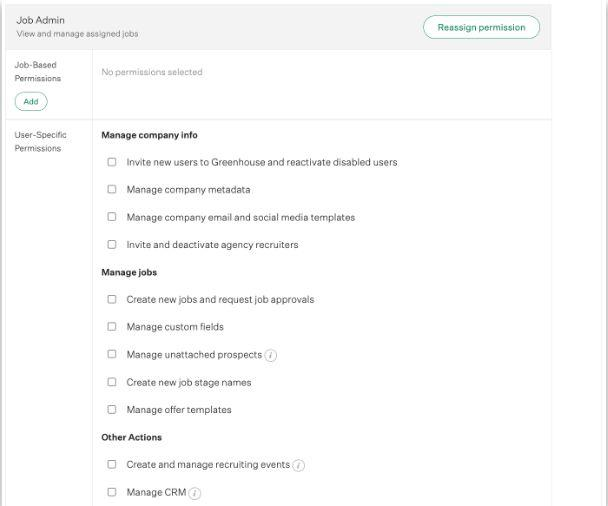 Job Admin
View and manage assigned jobs
Reassign permission
Job-Based
Permissions
Add
No permissions selected
User-Specific
Permissions
Manage company info
Invite new users to Greenhouse and reactivate disabled users
Manage company metadata
Manage company email and social media templates
Invite and deactivate agency recruiters
Manage jobs
Create new jobs and request job approvals
Manage custom fields
Manage unattached prospects i
Create new job stage names
Manage offer templates
Other Actions
Create and manage recruiting events i
Manage CRM i